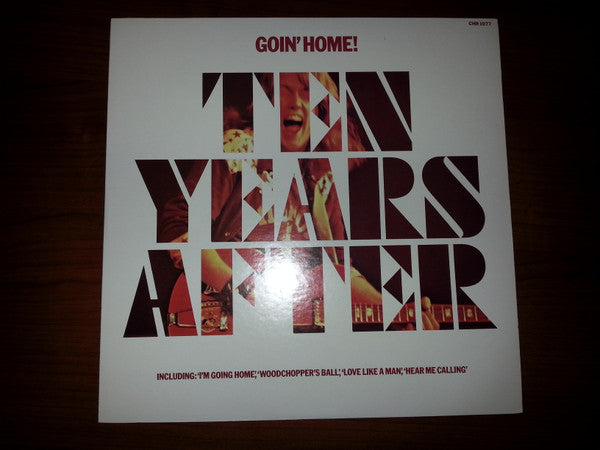 CHR 1077
GOIN' HOME!
TEN
YEARS
AFTER
INCLUDING: 'I'M GOING HOME', 'WOODCHOPPER'S BALL', 'LOVE LIKE A MAN', 'HEAR ME CALLING'